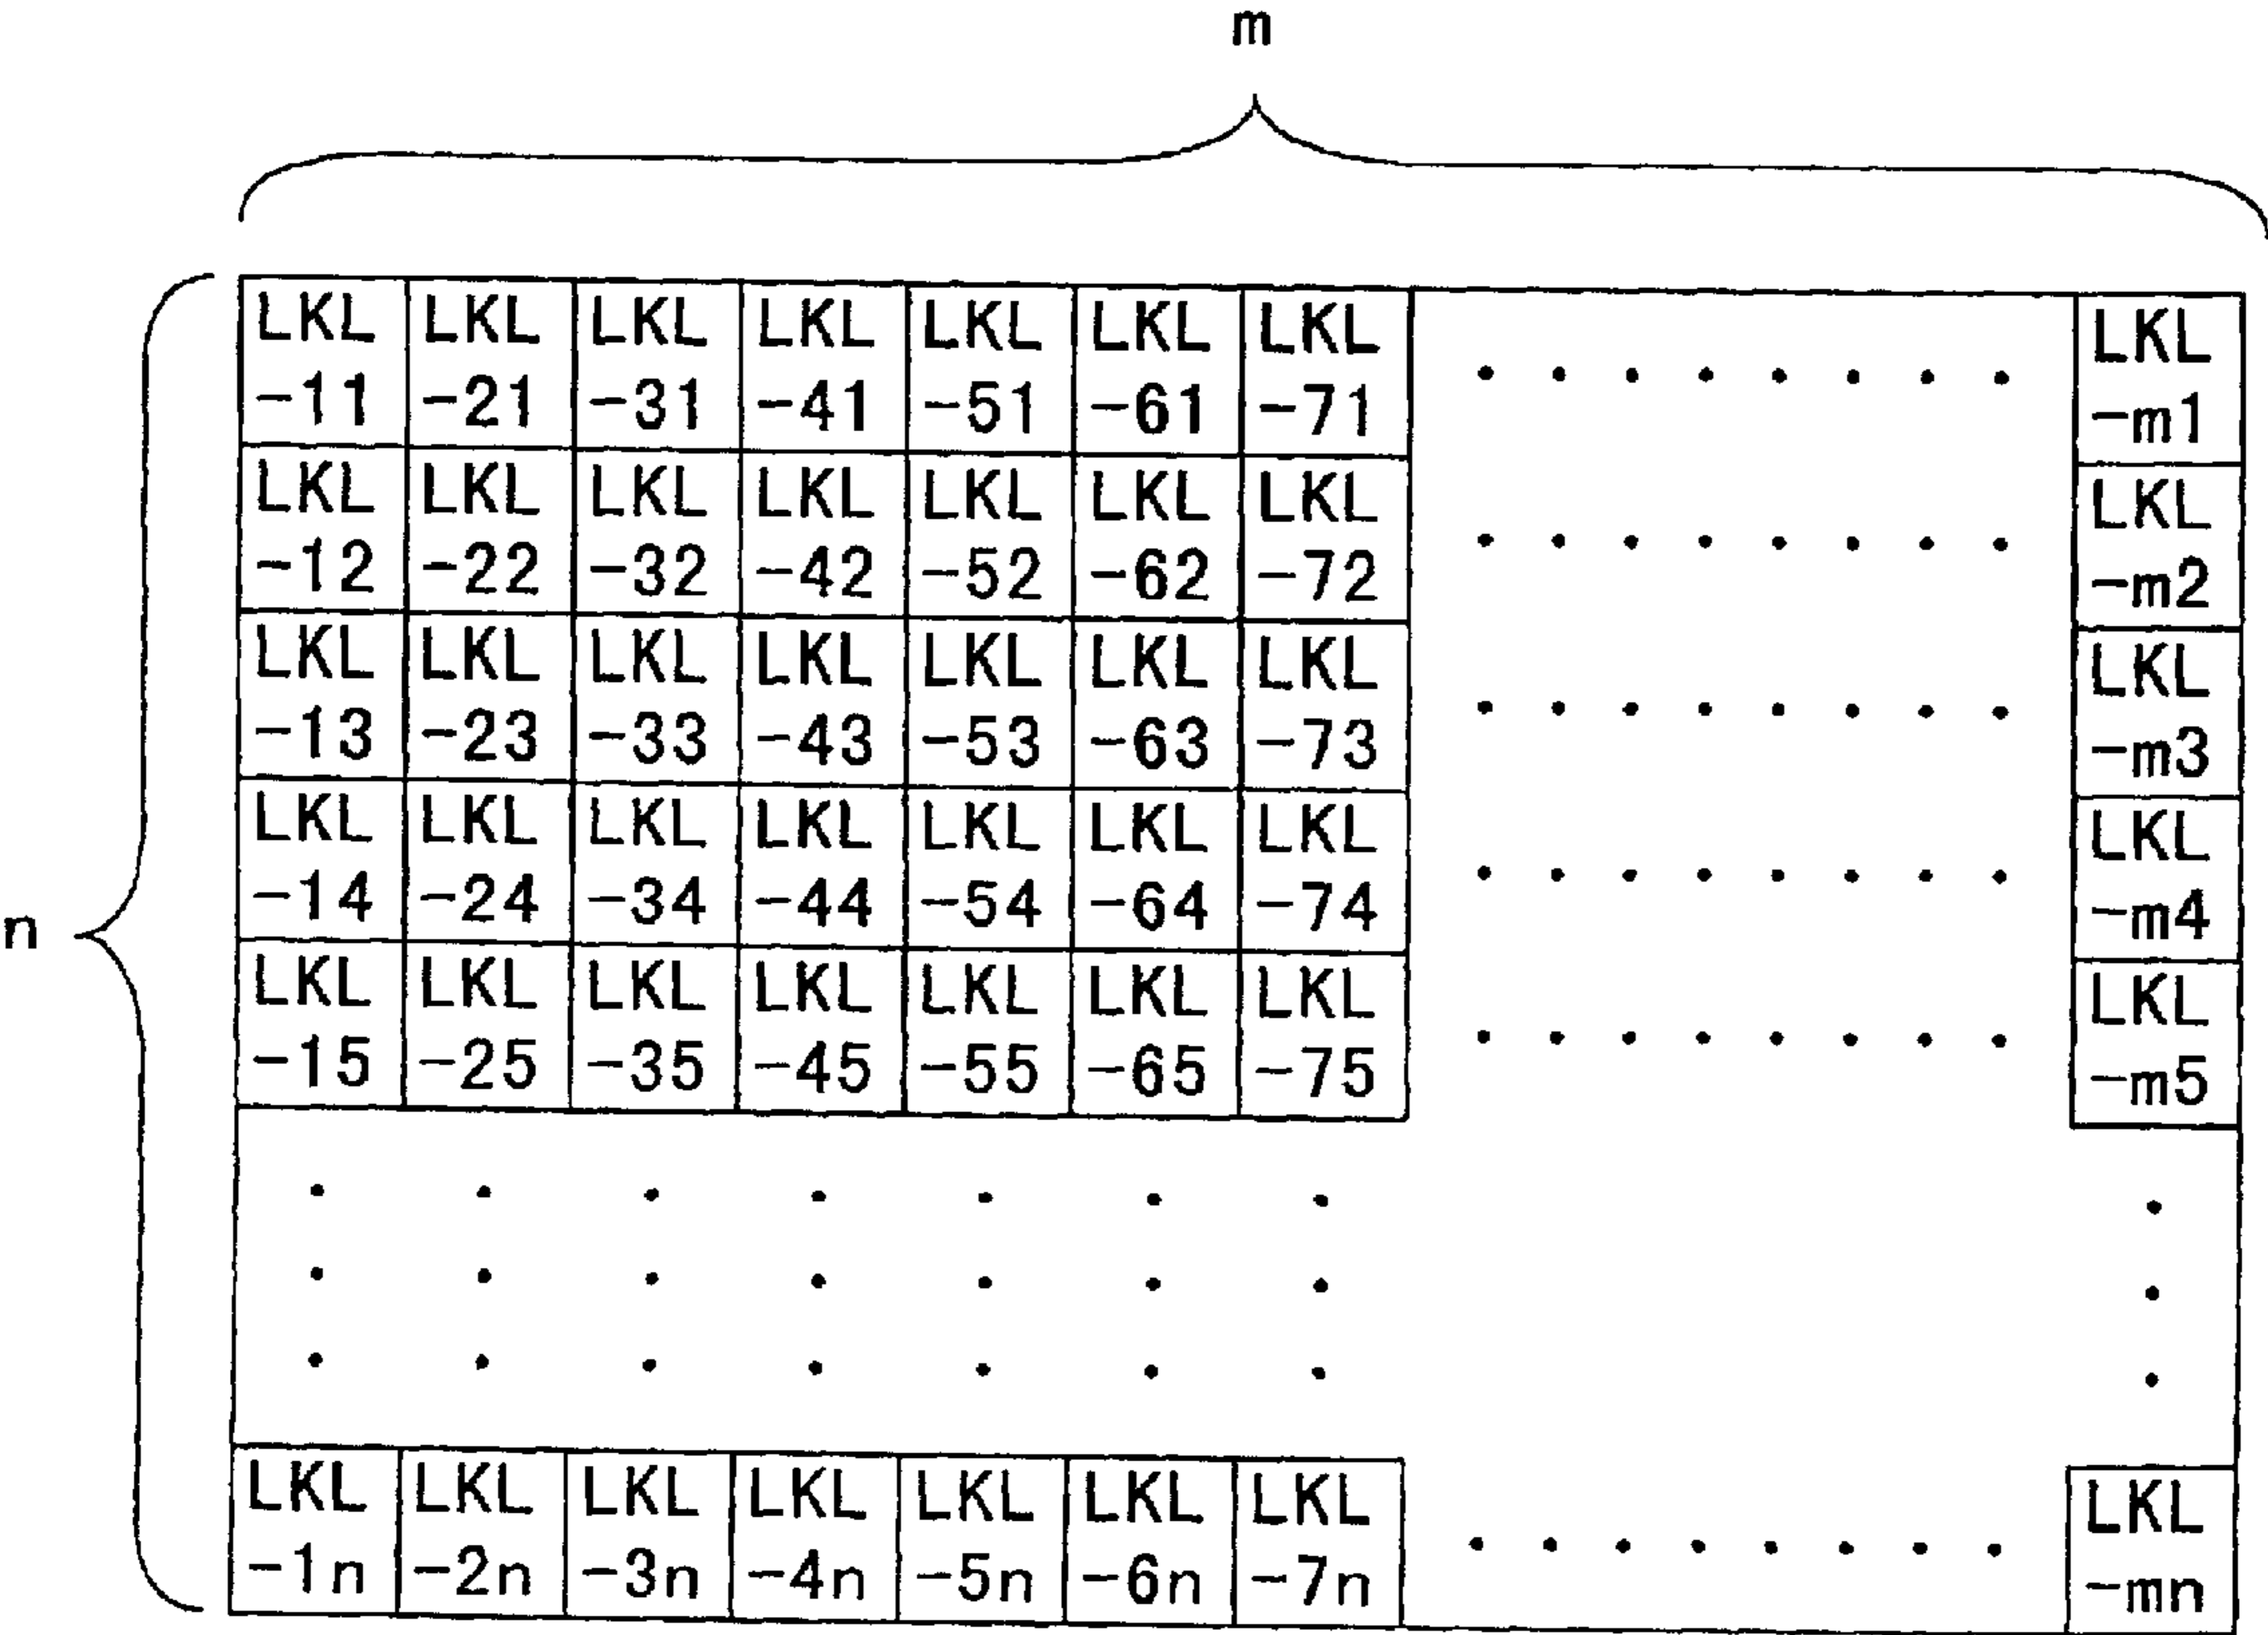 m
LKL LKL LKL LKL LKL LKL LKL LKL
-11 -21 -31 -41 -51 -61 -71 · · · · · · · · -m1
LKL LKL LKL LKL LKL LKL LKL LKL
-12 -22 -32 -42 -52 -62 -72 · · · · · · · · -m2
LKL LKL LKL LKL LKL LKL LKL LKL
-13 -23 -33 -43 -53 -63 -73 · · · · · · · · -m3
LKL LKL LKL LKL LKL LKL LKL LKL
-14 -24 -34 -44 -54 -64 -74 · · · · · · · · -m4
n
LKL LKL LKL LKL LKL LKL LKL LKL
-15 -25 -35 -45 -55 -65 -75 · · · · · · · · -m5
· · · · · · · ·
· · · · · · · ·
· · · · · · · ·
LKL LKL LKL LKL LKL LKL LKL LKL
-1n -2n -3n -4n -5n -6n -7n · · · · · · · · -mn